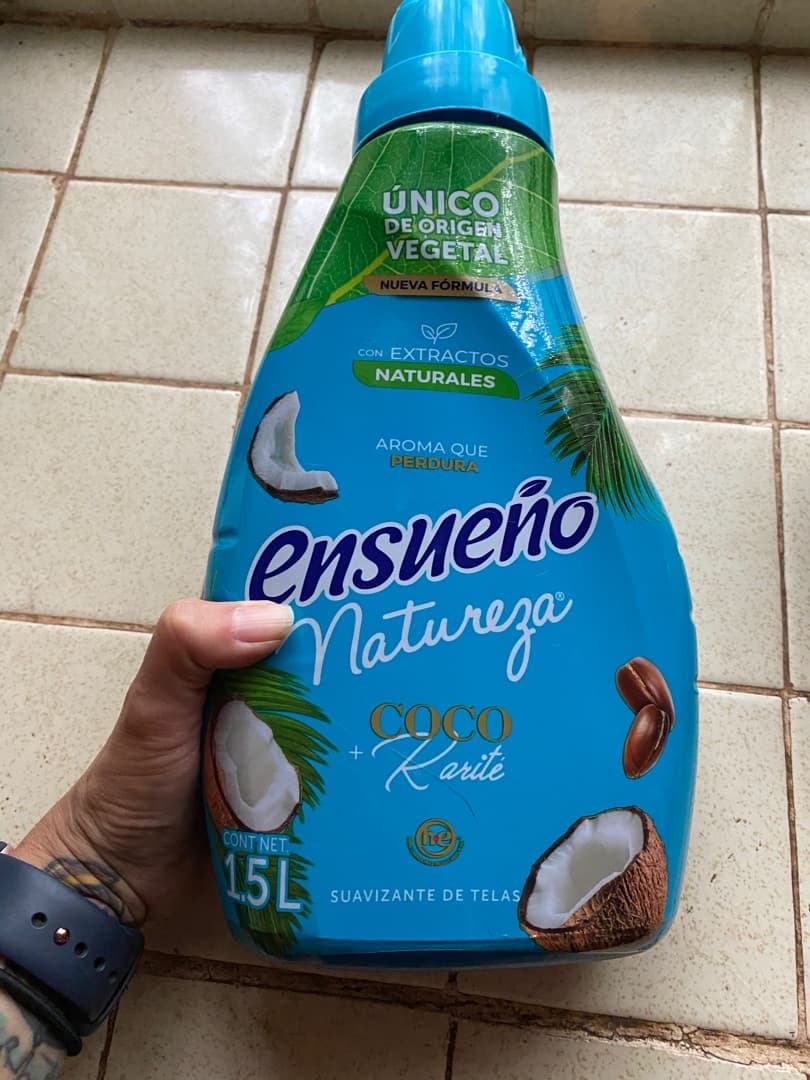 ÚNICO
DE ORIGEN
VEGETAL
NUEVA FÓRMULA
CON EXTRACTOS
NATURALES
AROMA QUE
PERDURA
ensueño
Natureza®
COCO
+ Karité
h·e
CONT. NET.
1.5 L
SUAVIZANTE DE TELAS